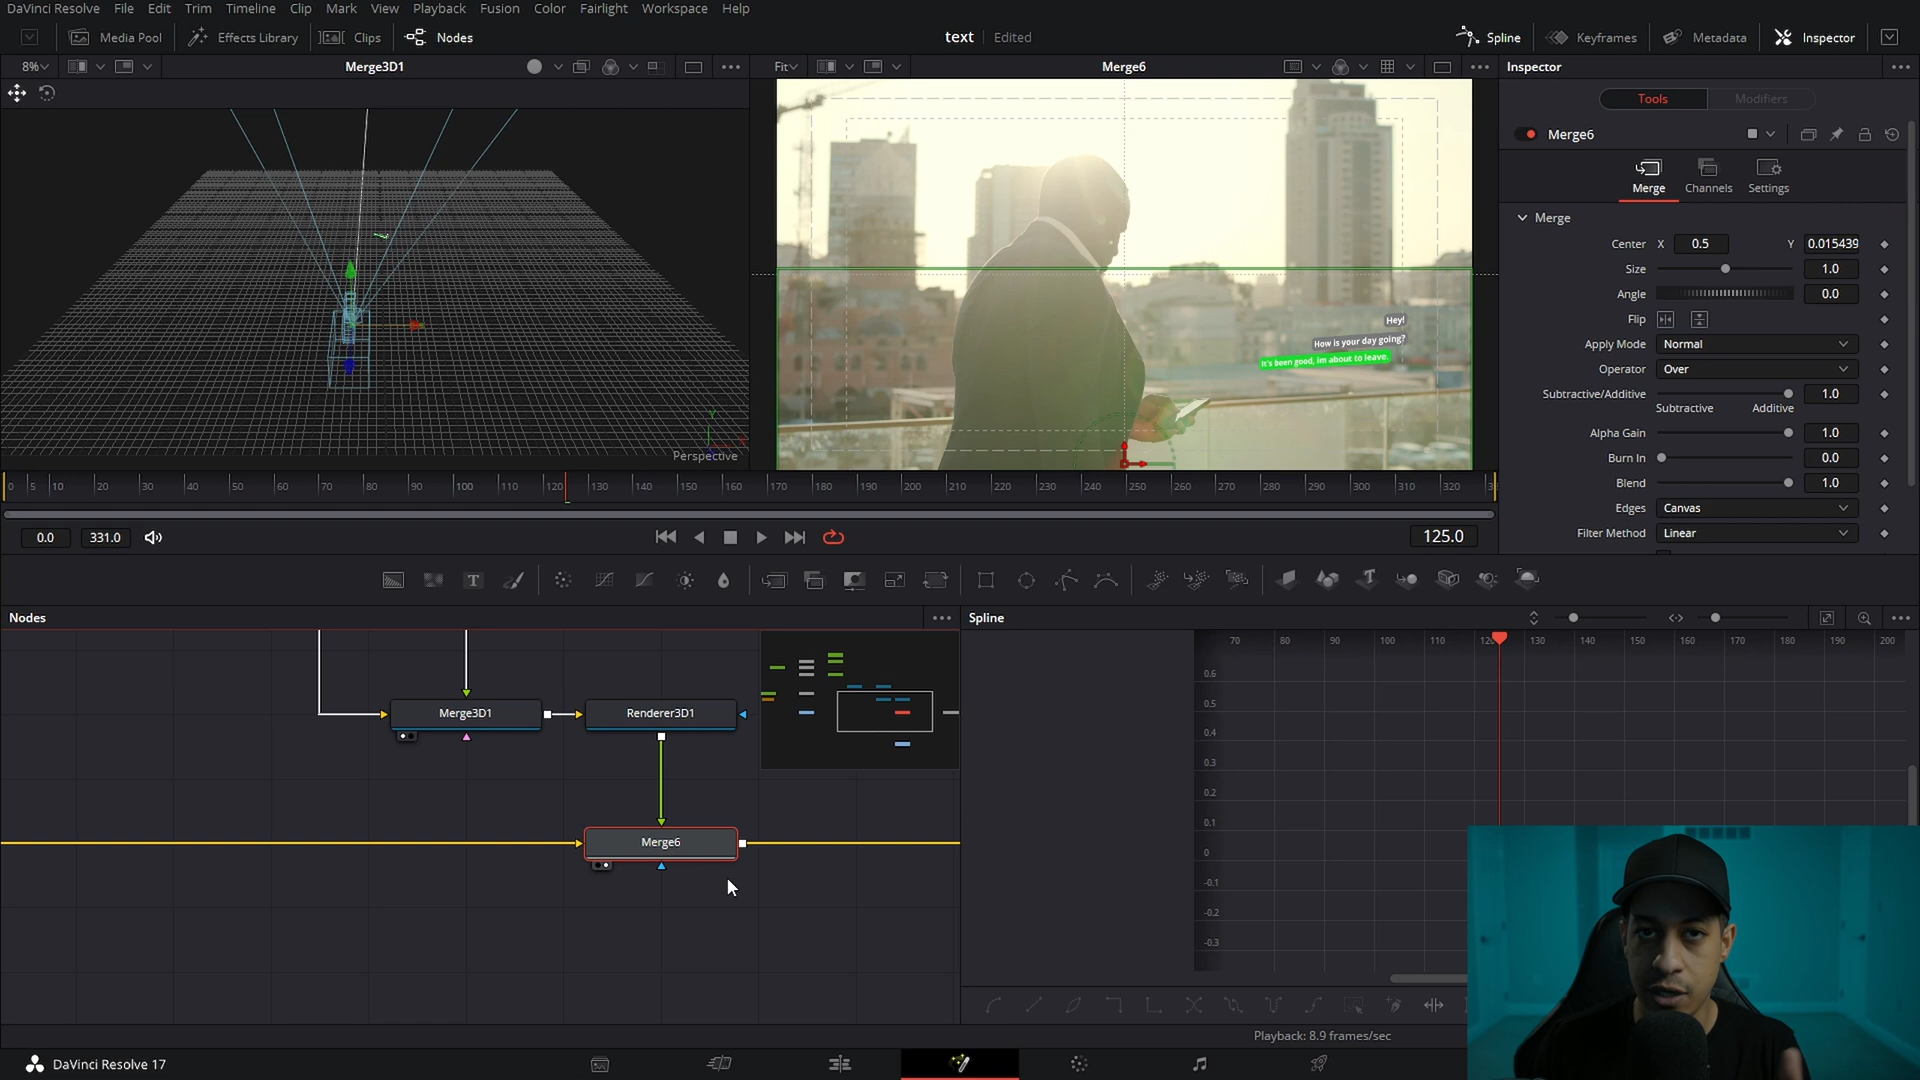 DaVinci Resolve File Edit Trim Timeline Clip Mark View Playback Fusion Color Fairlight Workspace Help
Media Pool Effects Library Clips Nodes text Edited Spline Keyframes Metadata Inspector
8% Merge3D1 Fit Merge6 Inspector
Tools Modifiers
Merge6
Merge Channels Settings
Merge
Center X 0.5 Y 0.015439
Size 1.0
Angle 0.0
Flip
Apply Mode Normal
Operator Over
Subtractive/Additive 1.0
Subtractive Additive
Alpha Gain 1.0
Burn In 0.0
Blend 1.0
Edges Canvas
Filter Method Linear
Hey!
How is your day going?
It's been good, im about to leave.
Perspective
0 5 10 20 30 40 50 60 70 80 90 100 110 120 130 140 150 160 170 180 190 200 210 220 230 240 250 260 270 280 290 300 310 320
0.0 331.0 125.0
Nodes
Merge3D1 Renderer3D1
Merge6
Spline
70 80 90 100 110 120 130 140 150 160 170 180 190 200
0.6
0.5
0.4
0.3
0.2
0.1
0
-0.1
-0.2
-0.3
Playback: 8.9 frames/sec
DaVinci Resolve 17